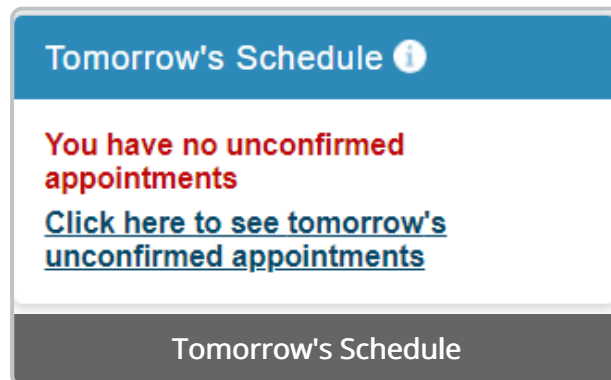 Tomorrow's Schedule
You have no unconfirmed
appointments
Click here to see tomorrow's
unconfirmed appointments
Tomorrow's Schedule